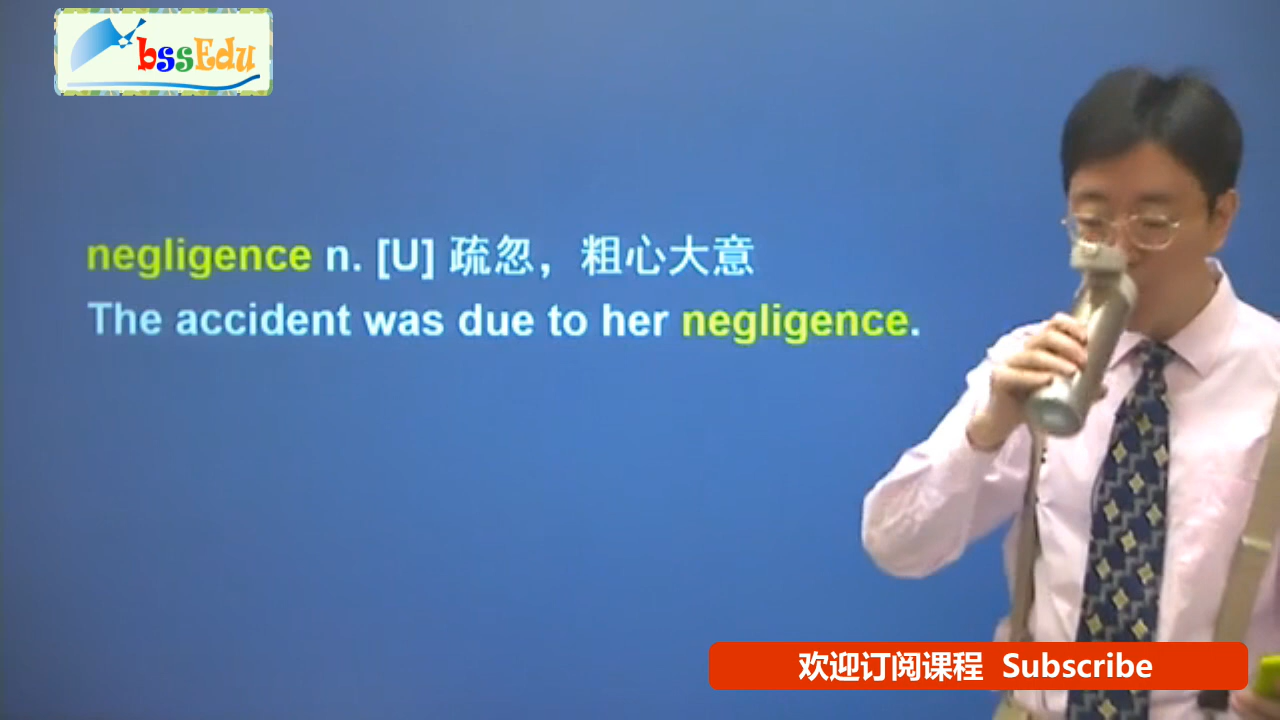 bssEdu
negligence n. [U] 疏忽，粗心大意
The accident was due to her negligence.
欢迎订阅课程 Subscribe